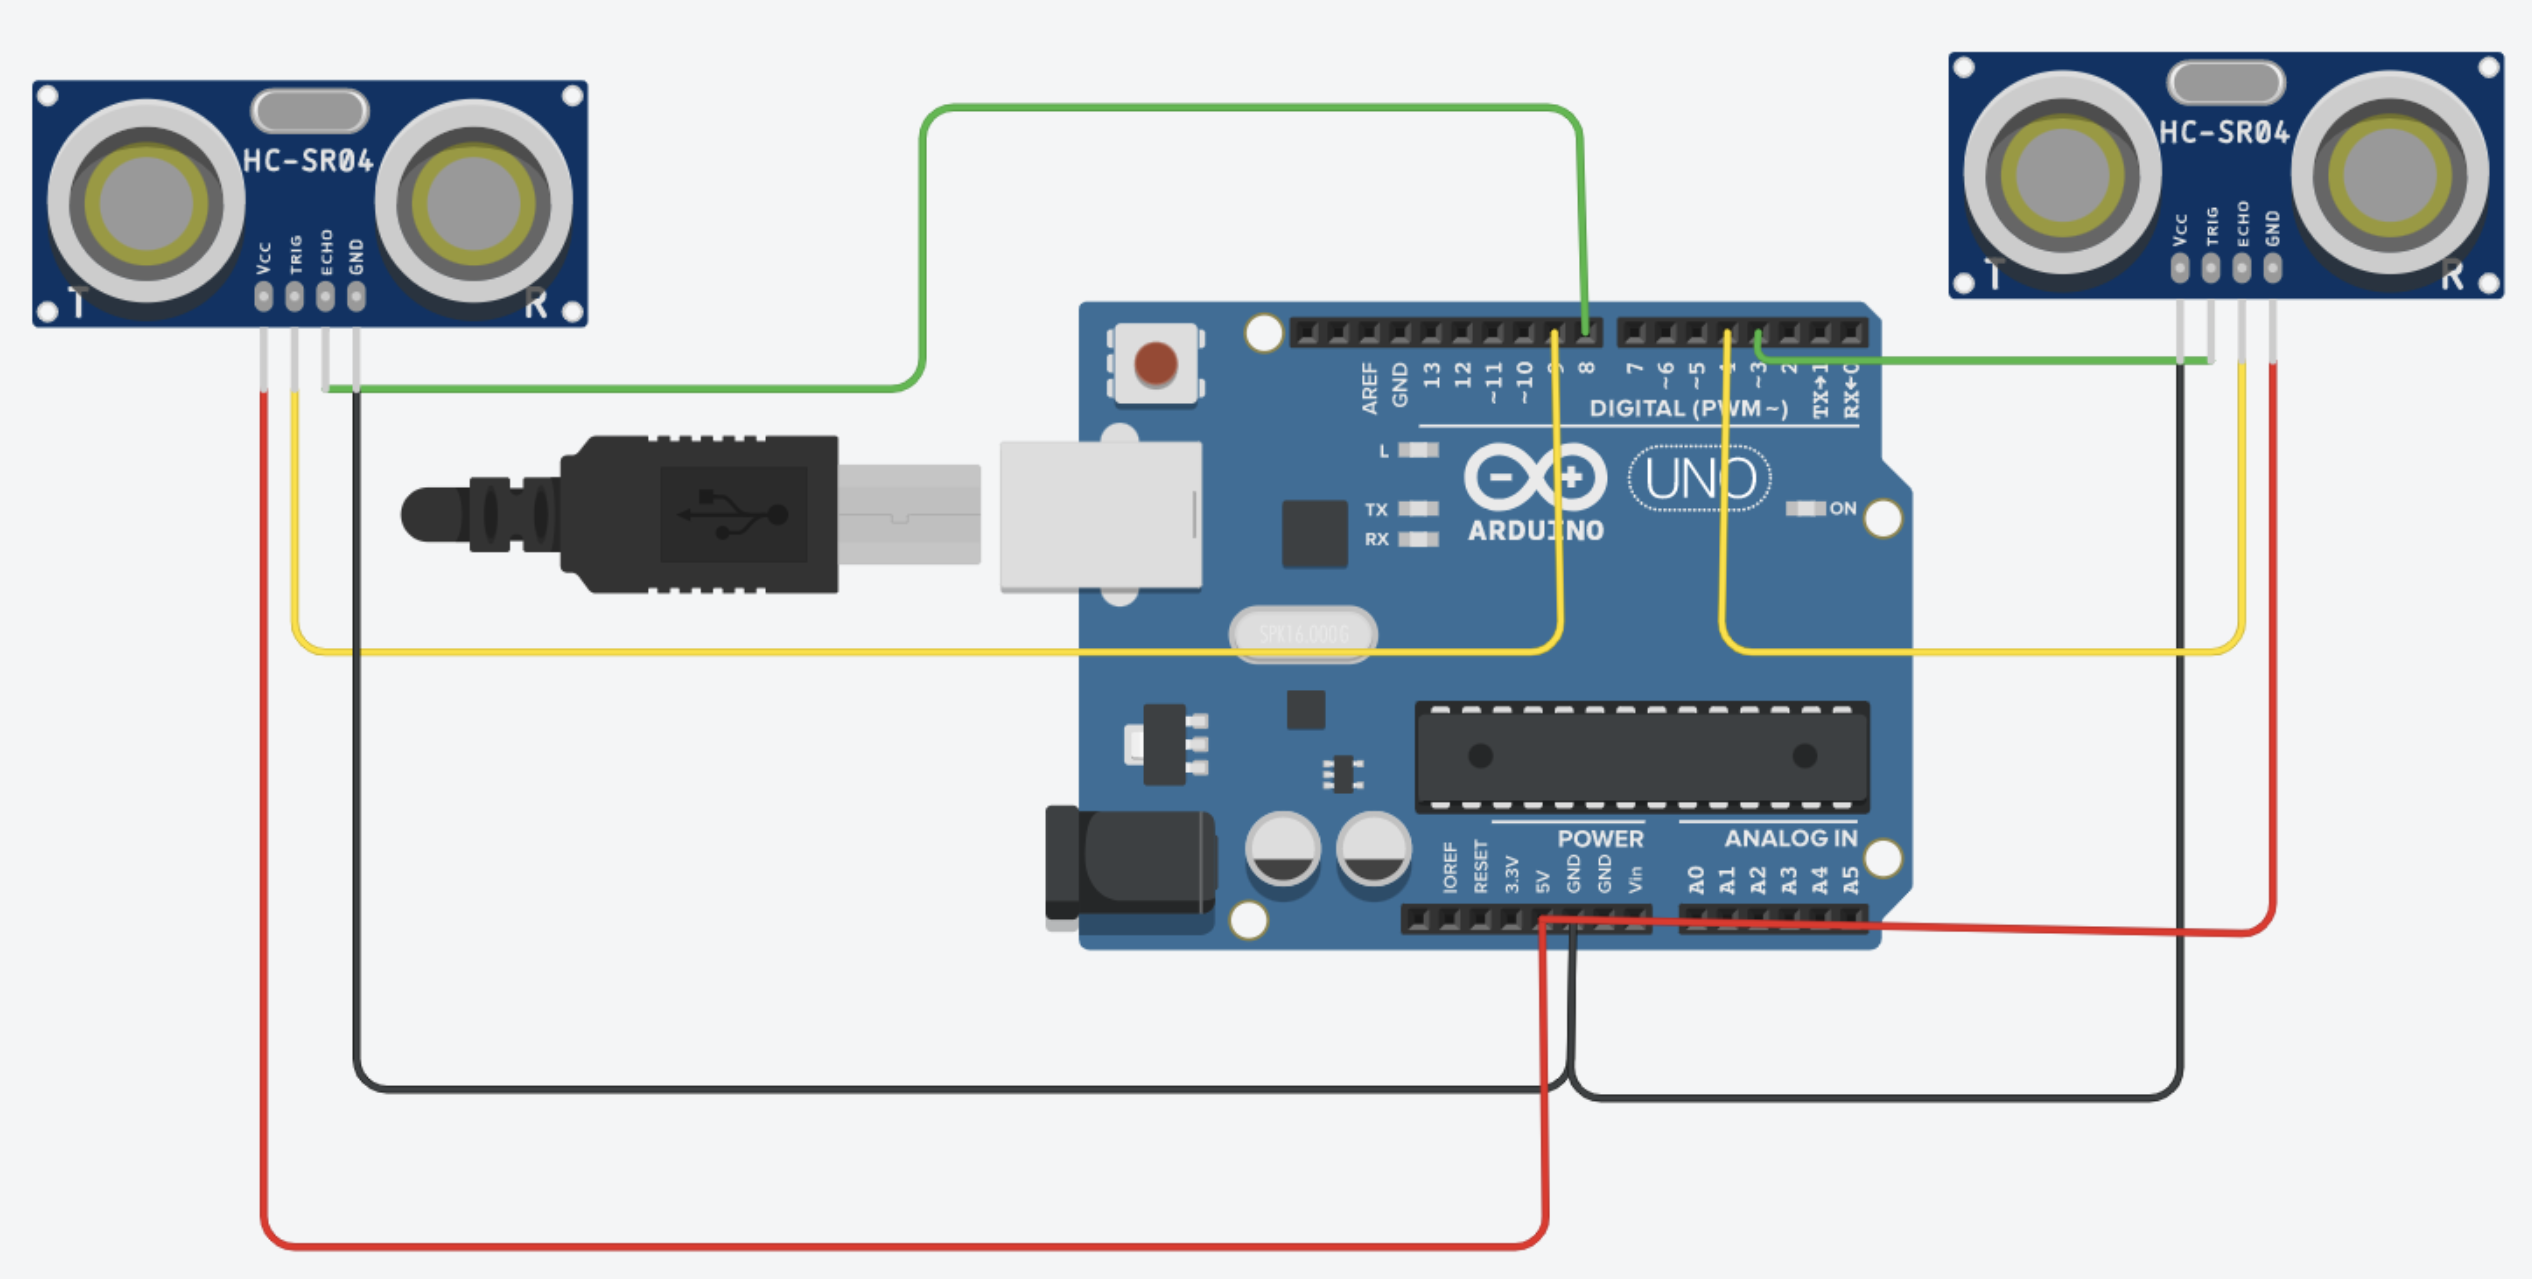 HC-SR04
VCC
TRIG
ECHO
GND
T
R
HC-SR04
VCC
TRIG
ECHO
GND
T
R
AREF
GND
13
12
~11
~10
9
8
7
~6
~5
4
~3
2
TX→1
RX←0
DIGITAL (PWM~)
L
TX
RX
ARDUINO
UNO
ON
SPK16.000G
POWER
ANALOG IN
IOREF
RESET
3.3V
5V
GND
GND
Vin
A0
A1
A2
A3
A4
A5